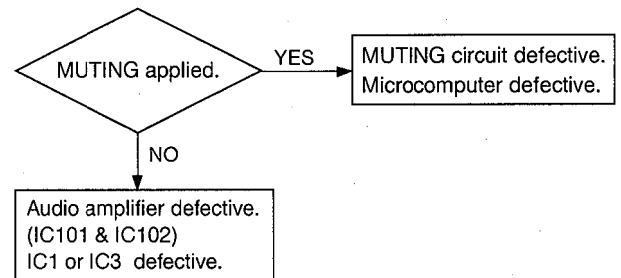 MUTING applied.
YES
MUTING circuit defective.
Microcomputer defective.
NO
Audio amplifier defective.
(IC101 & IC102)
IC1 or IC3 defective.